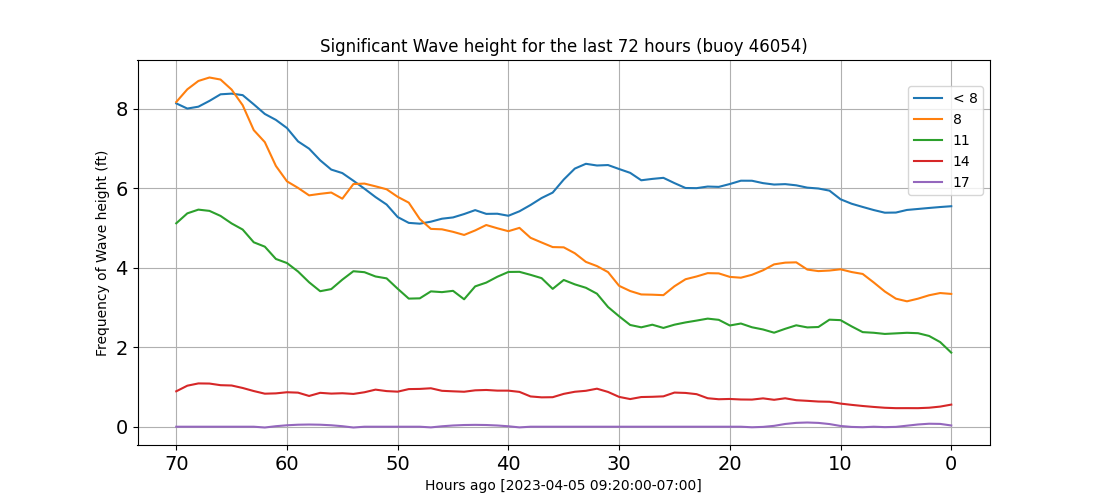 Significant Wave height for the last 72 hours (buoy 46054)
Frequency of Wave height (ft)
8
6
4
2
0
< 8
8
11
14
17
70 60 50 40 30 20 10 0
Hours ago [2023-04-05 09:20:00-07:00]